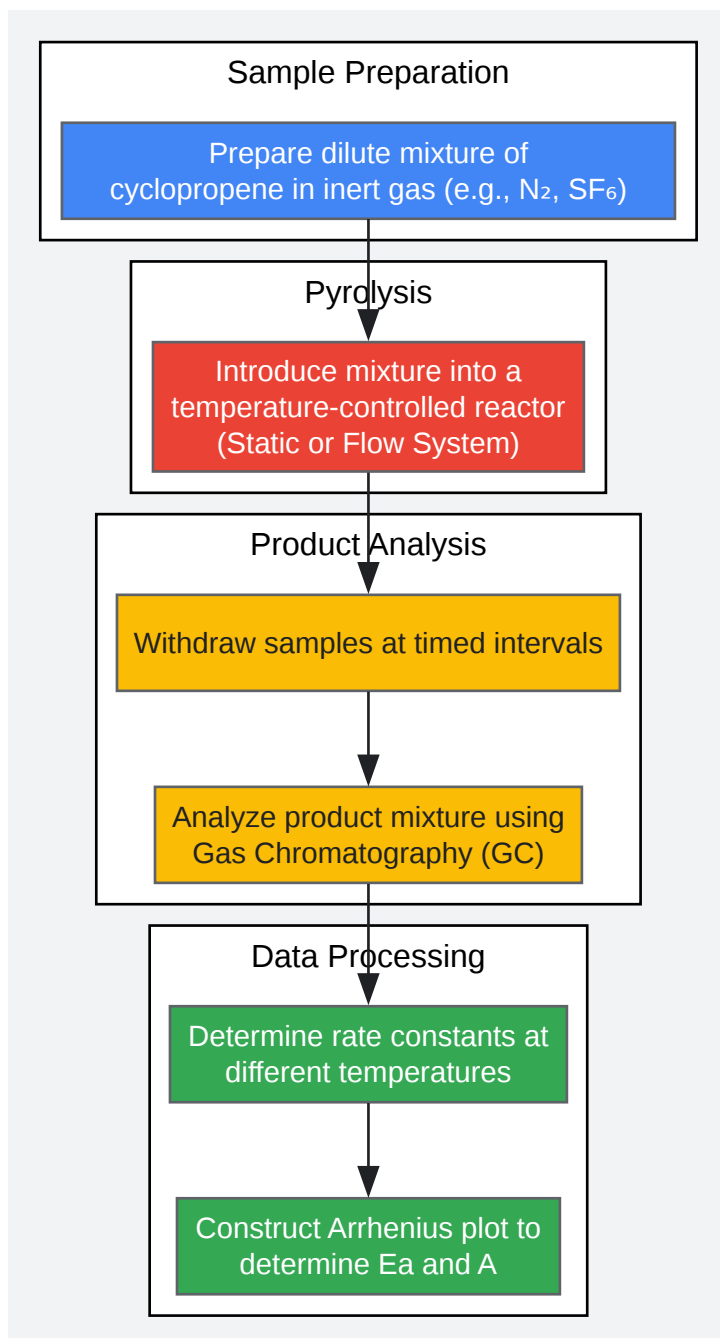 Sample Preparation
Prepare dilute mixture of
cyclopropene in inert gas (e.g., N₂, SF₆)
Pyrolysis
Introduce mixture into a
temperature-controlled reactor
(Static or Flow System)
Product Analysis
Withdraw samples at timed intervals
Analyze product mixture using
Gas Chromatography (GC)
Data Processing
Determine rate constants at
different temperatures
Construct Arrhenius plot to
determine Ea and A